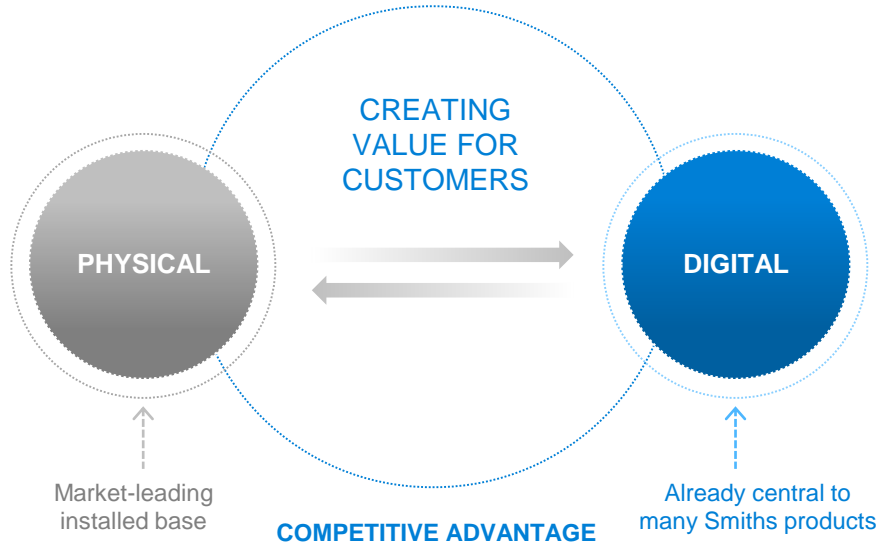 CREATING
VALUE FOR
CUSTOMERS
PHYSICAL
DIGITAL
Market-leading
installed base
Already central to
many Smiths products
COMPETITIVE ADVANTAGE